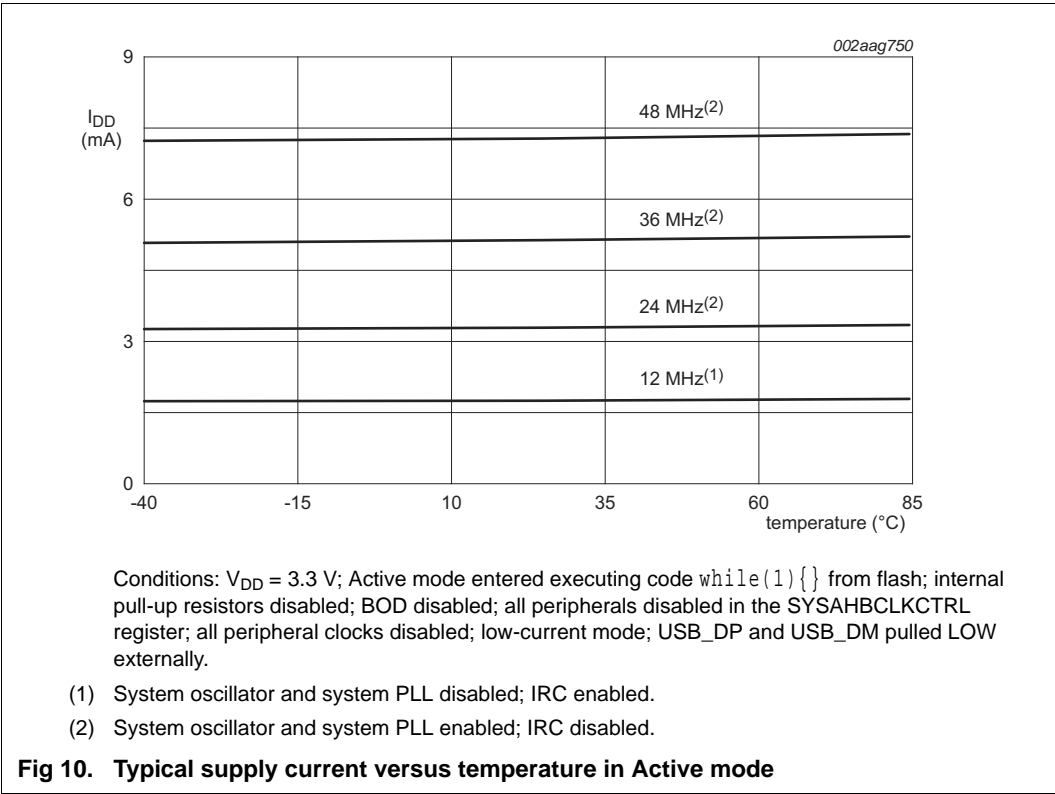 002aag750
9
IDD
(mA)
48 MHz(2)
6
36 MHz(2)
24 MHz(2)
3
12 MHz(1)
0
-40 -15 10 35 60 85
temperature (°C)
Conditions: VDD = 3.3 V; Active mode entered executing code while(1){} from flash; internal
pull-up resistors disabled; BOD disabled; all peripherals disabled in the SYSAHBCLKCTRL
register; all peripheral clocks disabled; low-current mode; USB_DP and USB_DM pulled LOW
externally.
(1) System oscillator and system PLL disabled; IRC enabled.
(2) System oscillator and system PLL enabled; IRC disabled.
Fig 10. Typical supply current versus temperature in Active mode